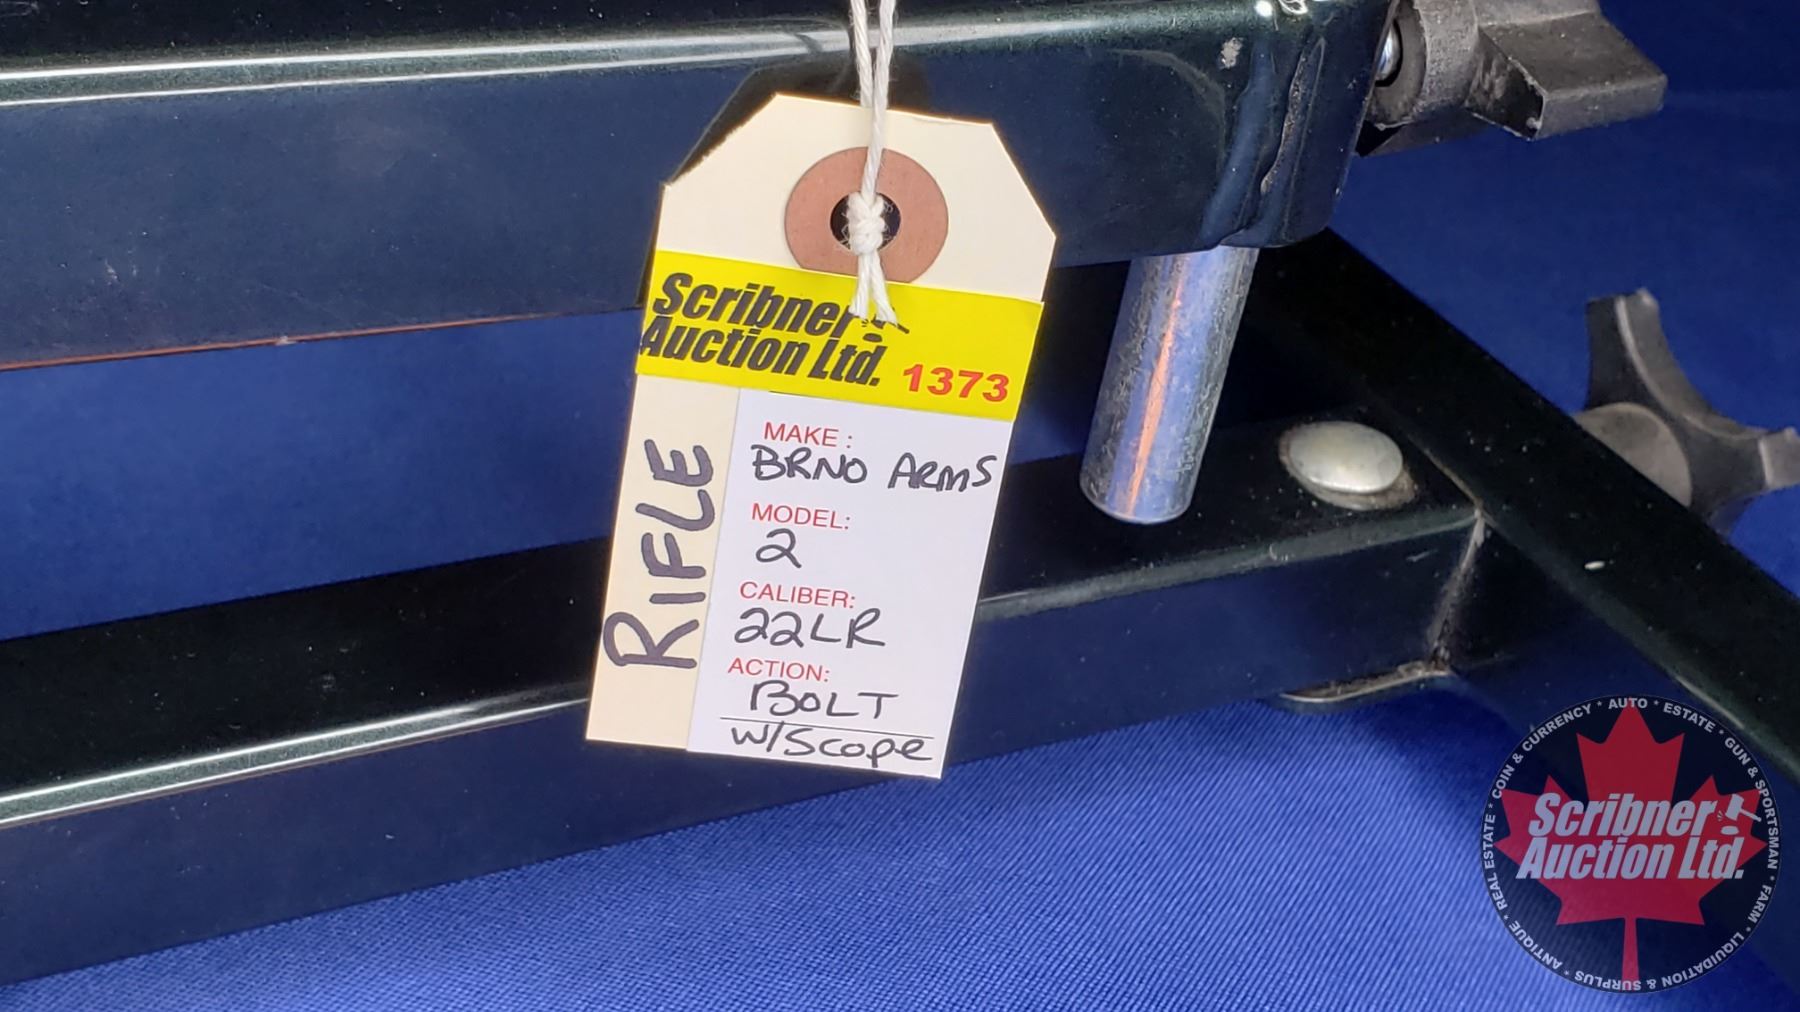 Scribner
Auction Ltd. 1373
RIFLE
MAKE:
BRNO ARMS
MODEL:
2
CALIBER:
22LR
ACTION:
BOLT
W/Scope
COIN & CURRENCY * AUTO * ESTATE * GUN & SPORTSMAN * FARM * LIQUIDATION & SURPLUS * ANTIQUE * REAL ESTATE *
Scribner
Auction Ltd.